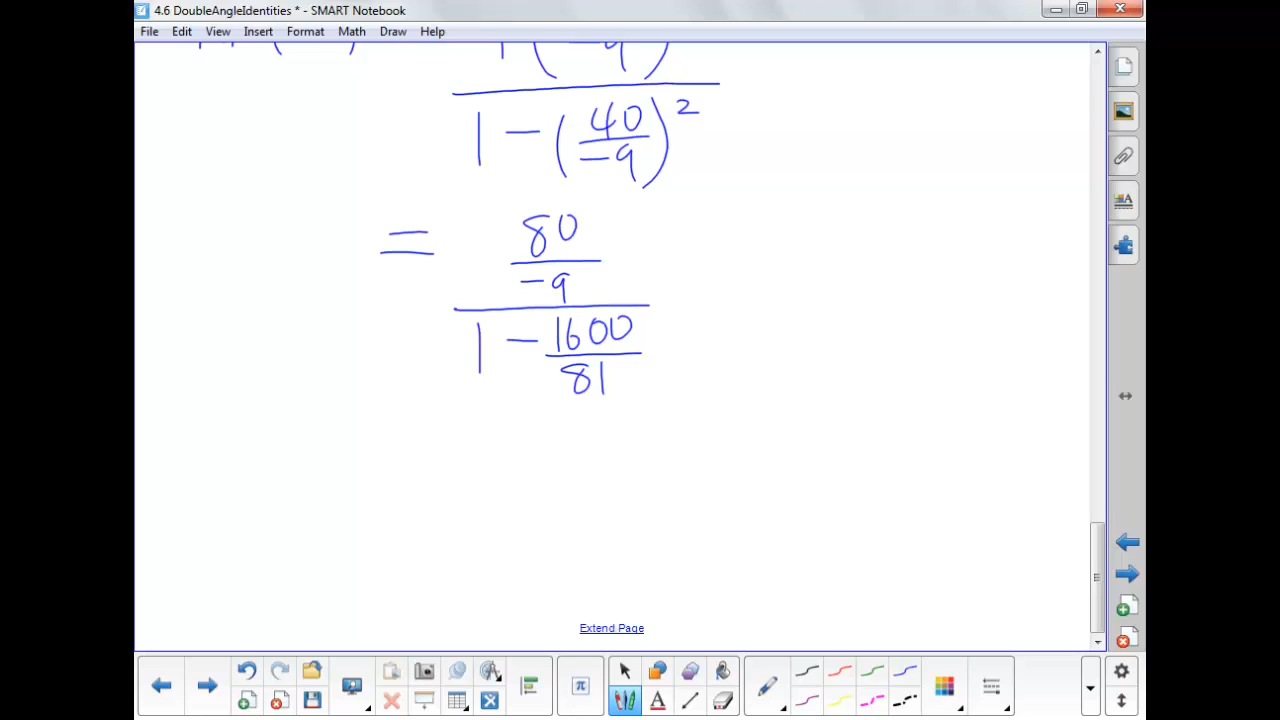 4.6 DoubleAngleIdentities * - SMART Notebook
File Edit View Insert Format Math Draw Help
1 - (40/-9)²
= 80/-9
1 - 1600/81
Extend Page